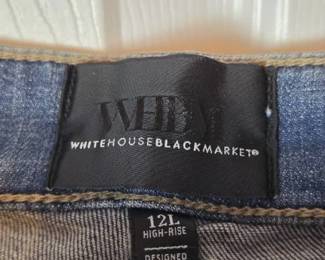 WHBM
WHITEHOUSEBLACKMARKET®
12L
HIGH-RISE
DESIGNED